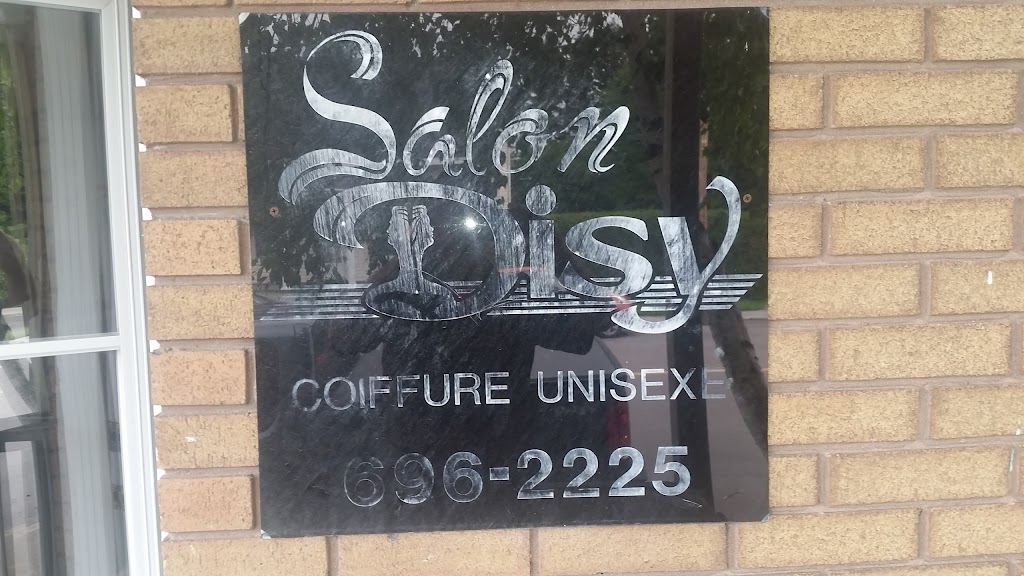 Salon
Disy
COIFFURE UNISEXE
696-2225